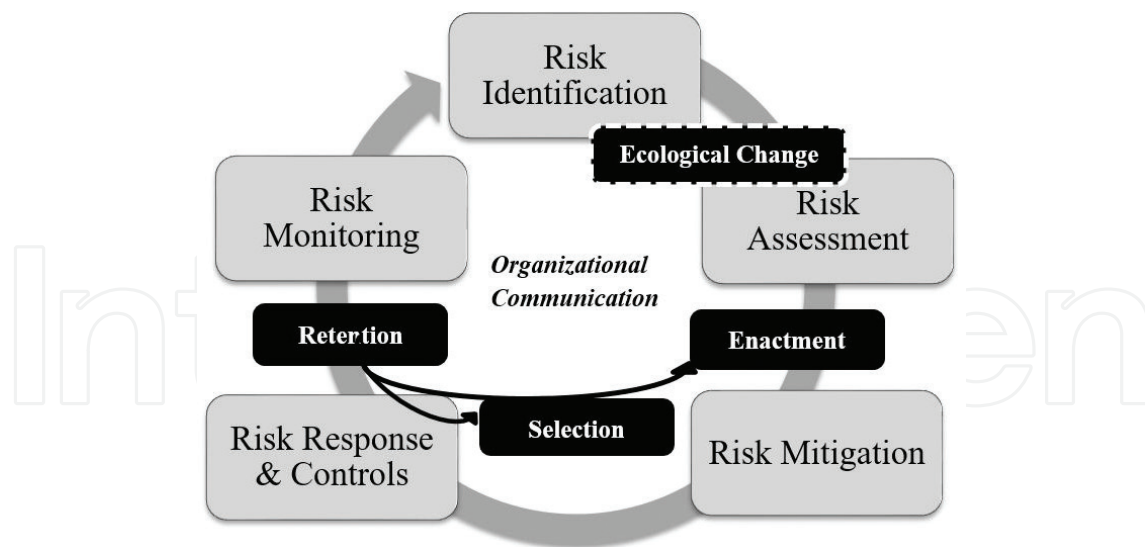 Risk
Identification
Ecological Change
Risk
Assessment
Risk
Monitoring
Organizational
Communication
Retention
Enactment
Selection
Risk Response
& Controls
Risk Mitigation